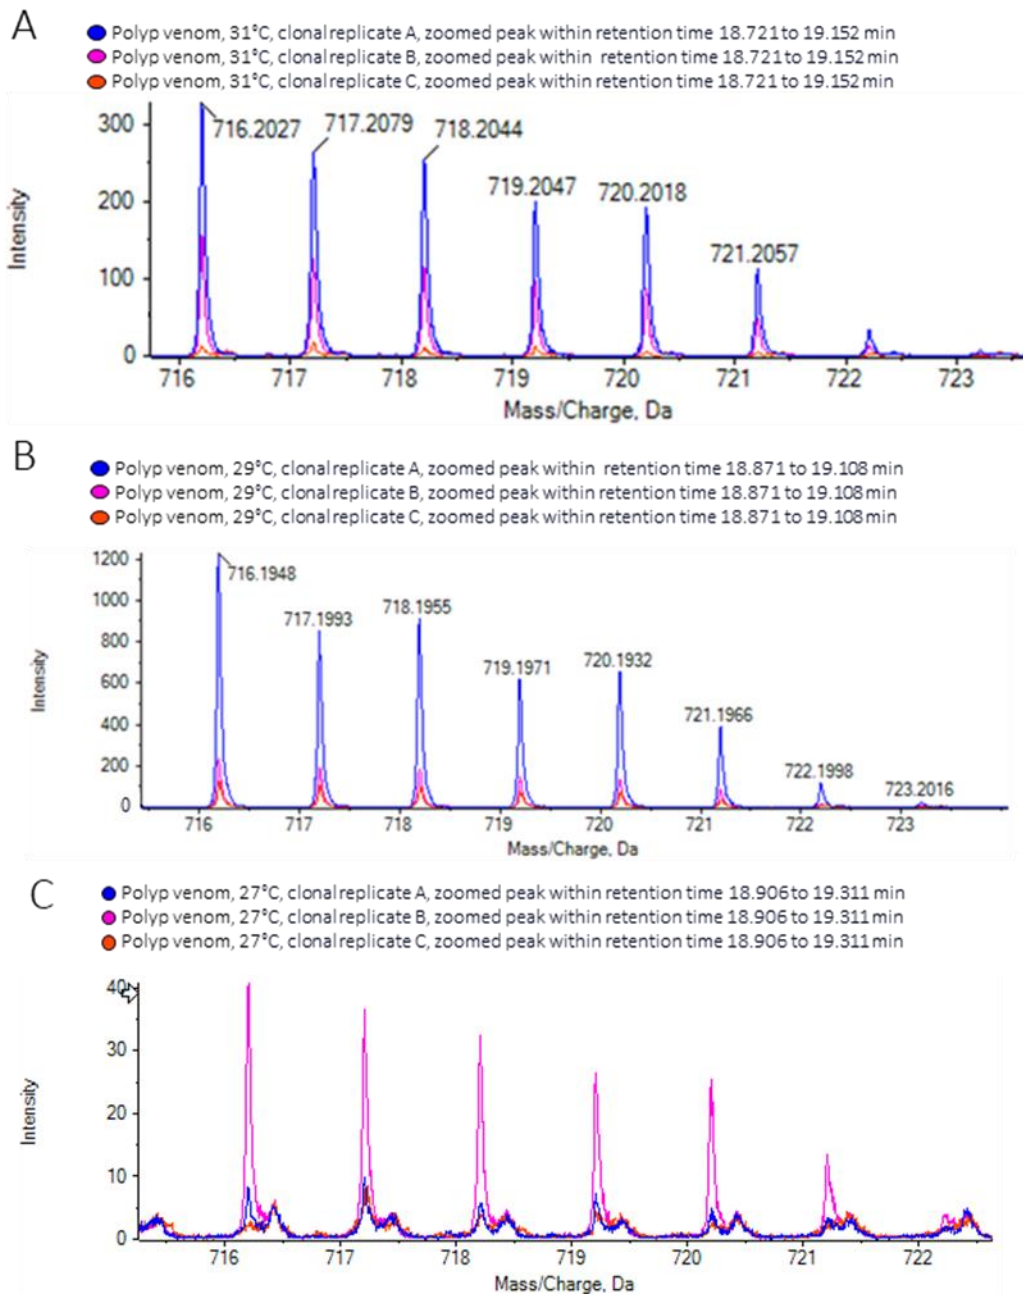 A
Polyp venom, 31°C, clonal replicate A, zoomed peak within retention time 18.721 to 19.152 min
Polyp venom, 31°C, clonal replicate B, zoomed peak within retention time 18.721 to 19.152 min
Polyp venom, 31°C, clonal replicate C, zoomed peak within retention time 18.721 to 19.152 min
300
200
100
0
Intensity
716.2027
717.2079
718.2044
719.2047
720.2018
721.2057
716 717 718 719 720 721 722 723
Mass/Charge, Da
B
Polyp venom, 29°C, clonal replicate A, zoomed peak within retention time 18.871 to 19.108 min
Polyp venom, 29°C, clonal replicate B, zoomed peak within retention time 18.871 to 19.108 min
Polyp venom, 29°C, clonal replicate C, zoomed peak within retention time 18.871 to 19.108 min
1200
1000
800
600
400
200
0
Intensity
716.1948
717.1993
718.1955
719.1971
720.1932
721.1966
722.1998
723.2016
716 717 718 719 720 721 722 723
Mass/Charge, Da
C
Polyp venom, 27°C, clonal replicate A, zoomed peak within retention time 18.906 to 19.311 min
Polyp venom, 27°C, clonal replicate B, zoomed peak within retention time 18.906 to 19.311 min
Polyp venom, 27°C, clonal replicate C, zoomed peak within retention time 18.906 to 19.311 min
40
30
20
10
0
Intensity
716 717 718 719 720 721 722
Mass/Charge, Da